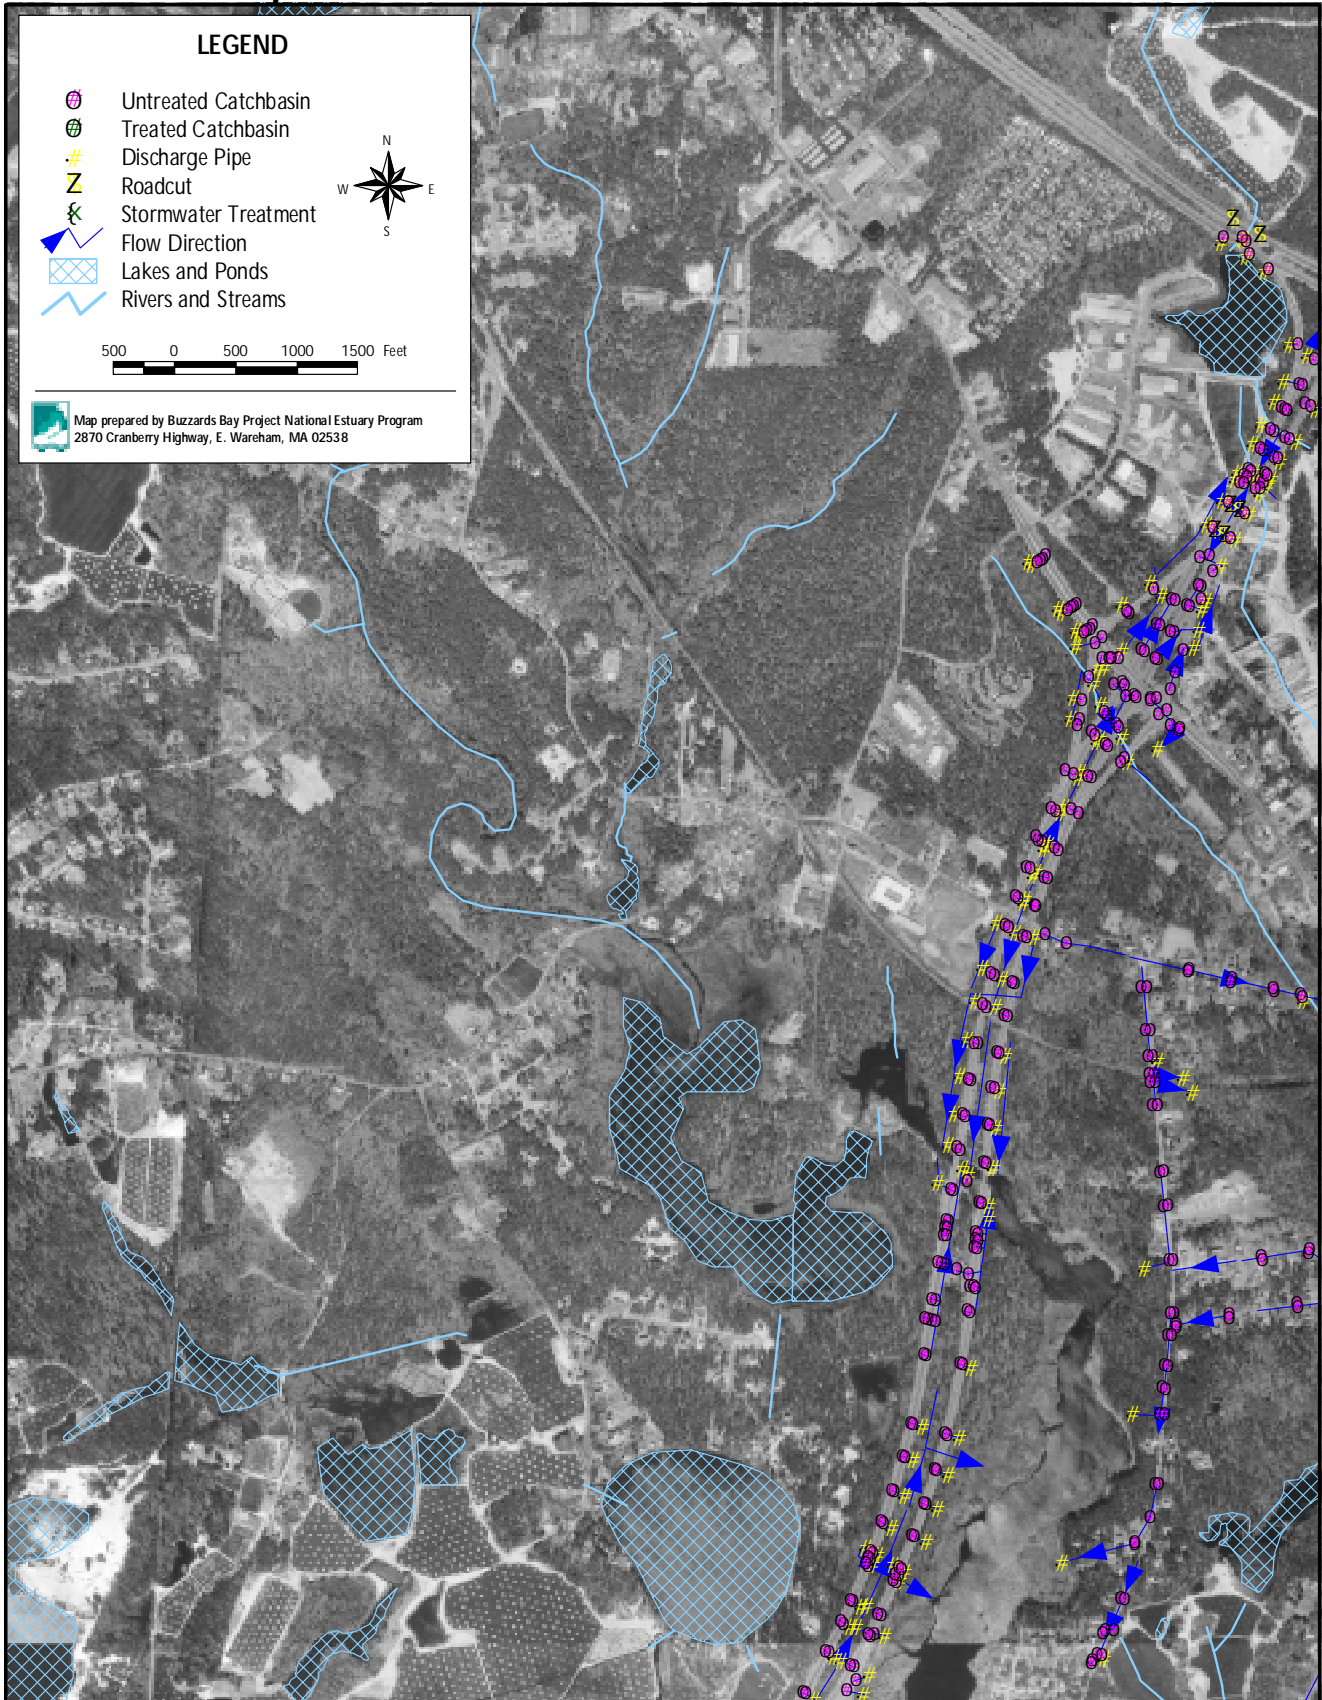 LEGEND
Untreated Catchbasin
Treated Catchbasin
Discharge Pipe
Roadcut
Stormwater Treatment
Flow Direction
Lakes and Ponds
Rivers and Streams
N
W E
S
500 0 500 1000 1500 Feet
Map prepared by Buzzards Bay Project National Estuary Program
2870 Cranberry Highway, E. Wareham, MA 02538